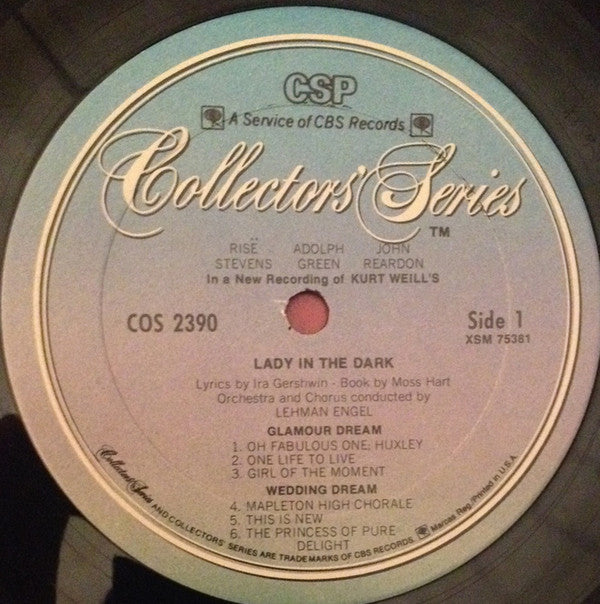 CSP
A Service of CBS Records
Collectors' Series
TM
RISË ADOLPH JOHN
STEVENS GREEN REARDON
In a New Recording of KURT WEILL'S
COS 2390
Side 1
XSM 75381
LADY IN THE DARK
Lyrics by Ira Gershwin - Book by Moss Hart
Orchestra and Chorus conducted by
LEHMAN ENGEL
GLAMOUR DREAM
1. OH FABULOUS ONE; HUXLEY
2. ONE LIFE TO LIVE
3. GIRL OF THE MOMENT
WEDDING DREAM
4. MAPLETON HIGH CHORALE
5. THIS IS NEW
6. THE PRINCESS OF PURE
DELIGHT
Collectors' Series AND COLLECTORS' SERIES ARE TRADEMARKS OF CBS RECORDS. Marcas Reg./Printed in U.S.A.